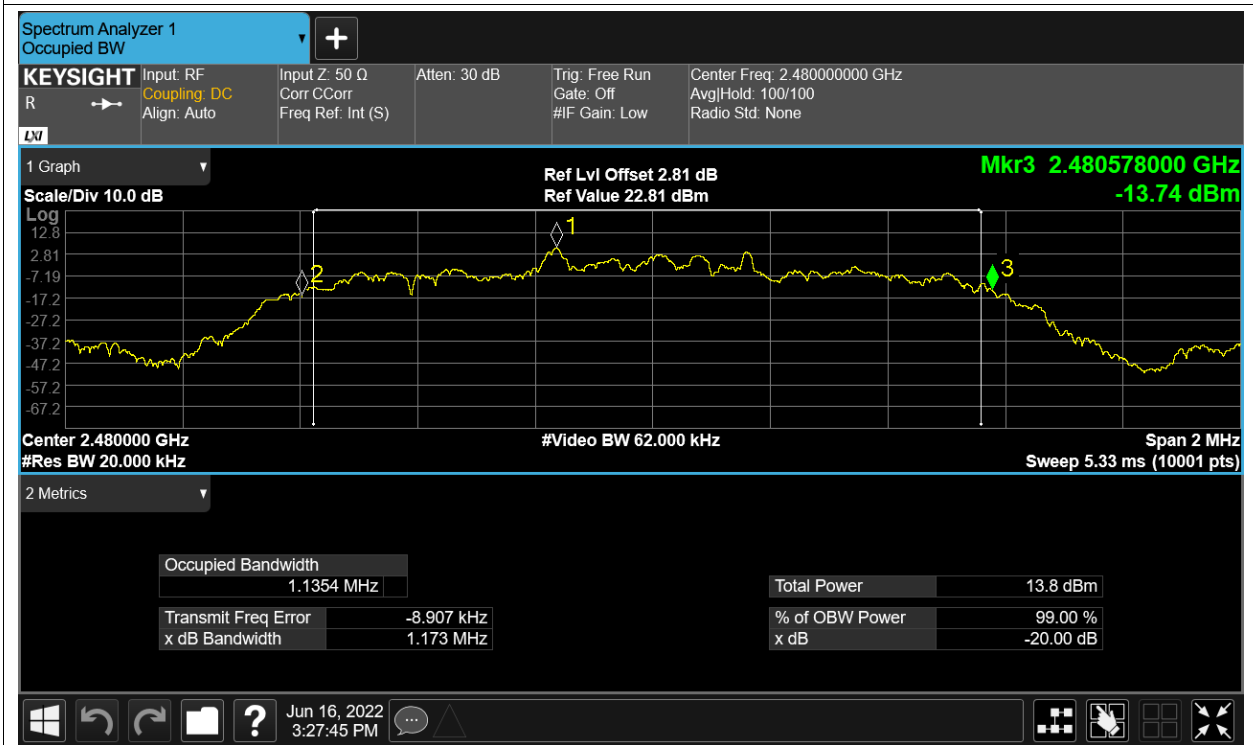 Spectrum Analyzer 1
Occupied BW
KEYSIGHT
R
LXI
Input: RF
Coupling: DC
Align: Auto
Input Z: 50 Ω
Corr CCorr
Freq Ref: Int (S)
Atten: 30 dB
Trig: Free Run
Gate: Off
#IF Gain: Low
Center Freq: 2.480000000 GHz
Avg|Hold: 100/100
Radio Std: None
1 Graph
Scale/Div 10.0 dB
Ref Lvl Offset 2.81 dB
Ref Value 22.81 dBm
Mkr3 2.480578000 GHz
-13.74 dBm
Log
12.8
2.81
-7.19
-17.2
-27.2
-37.2
-47.2
-57.2
-67.2
1
2
3
Center 2.480000 GHz
#Res BW 20.000 kHz
#Video BW 62.000 kHz
Span 2 MHz
Sweep 5.33 ms (10001 pts)
2 Metrics
Occupied Bandwidth
1.1354 MHz
Transmit Freq Error -8.907 kHz
x dB Bandwidth 1.173 MHz
Total Power 13.8 dBm
% of OBW Power 99.00 %
x dB -20.00 dB
?
Jun 16, 2022
3:27:45 PM